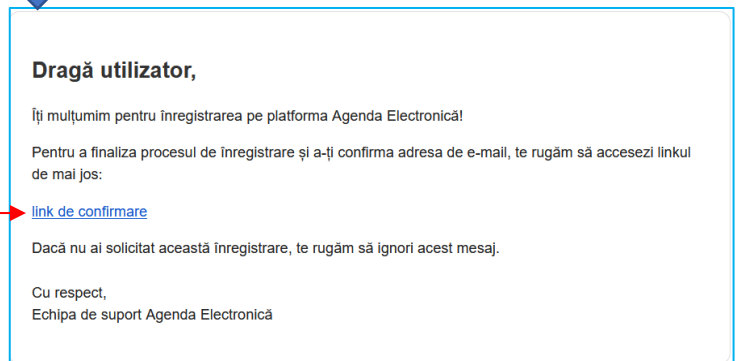 Dragă utilizator,
Îți mulțumim pentru înregistrarea pe platforma Agenda Electronică!
Pentru a finaliza procesul de înregistrare și a-ți confirma adresa de e-mail, te rugăm să accesezi linkul
de mai jos:
link de confirmare
Dacă nu ai solicitat această înregistrare, te rugăm să ignori acest mesaj.
Cu respect,
Echipa de suport Agenda Electronică